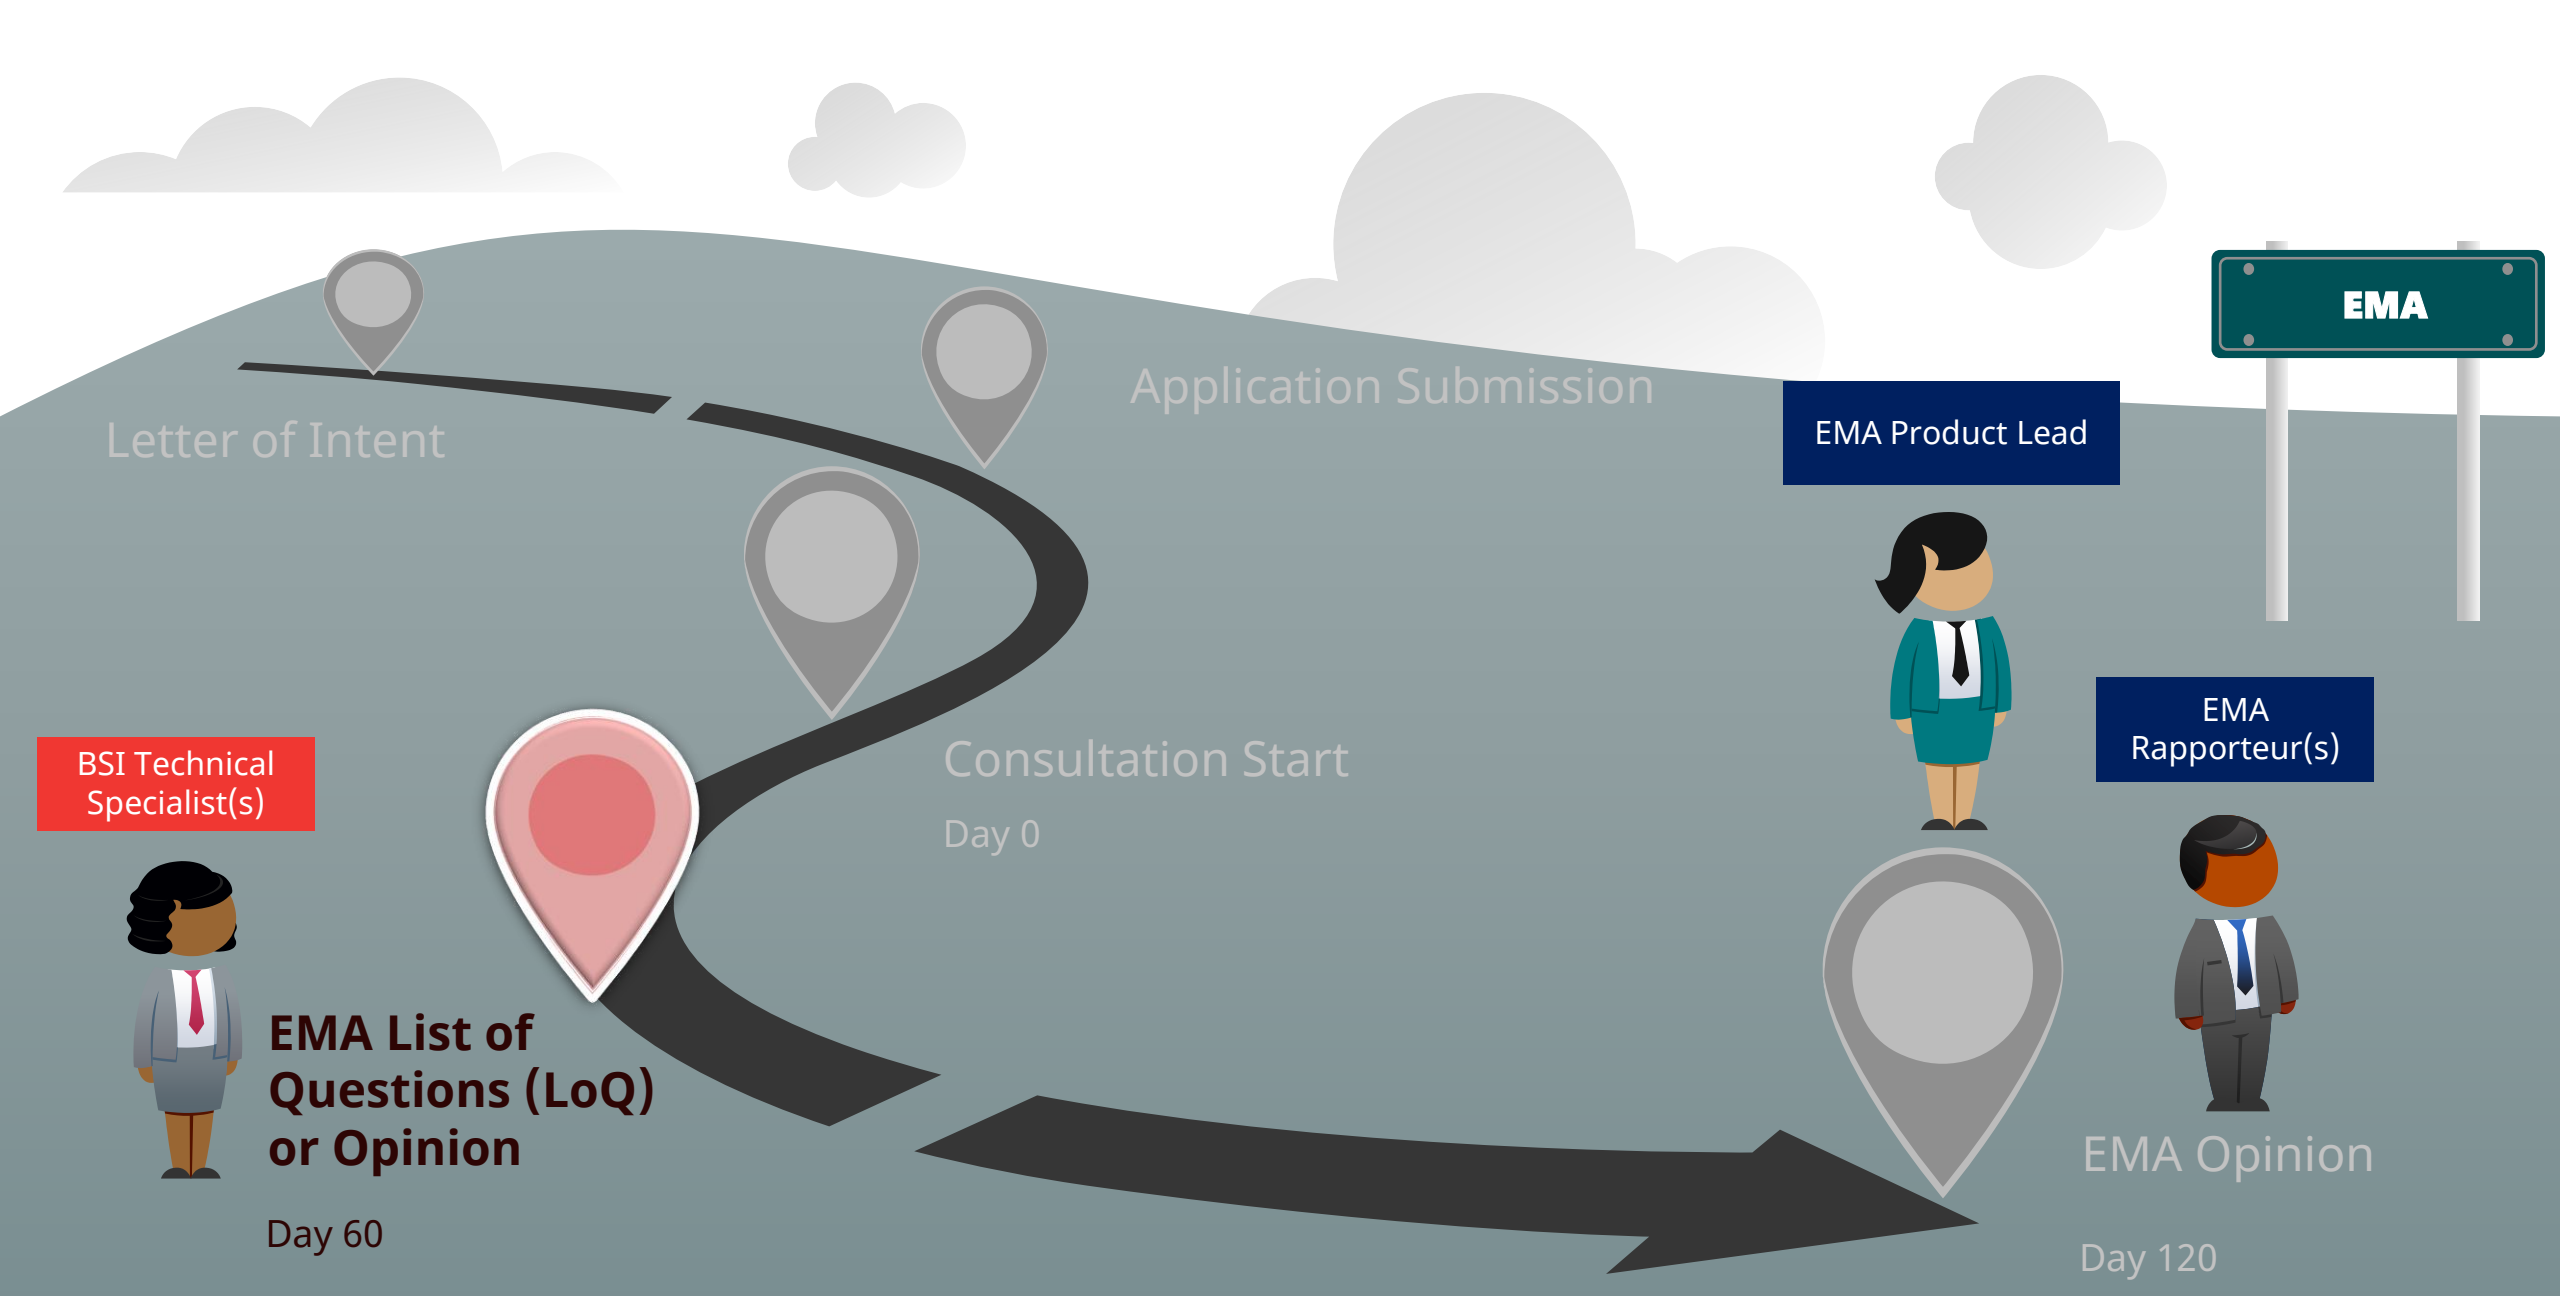 EMA
Application Submission
EMA Product Lead
Letter of Intent
EMA
Rapporteur(s)
Consultation Start
Day 0
BSI Technical
Specialist(s)
EMA List of
Questions (LoQ)
or Opinion
Day 60
EMA Opinion
Day 120